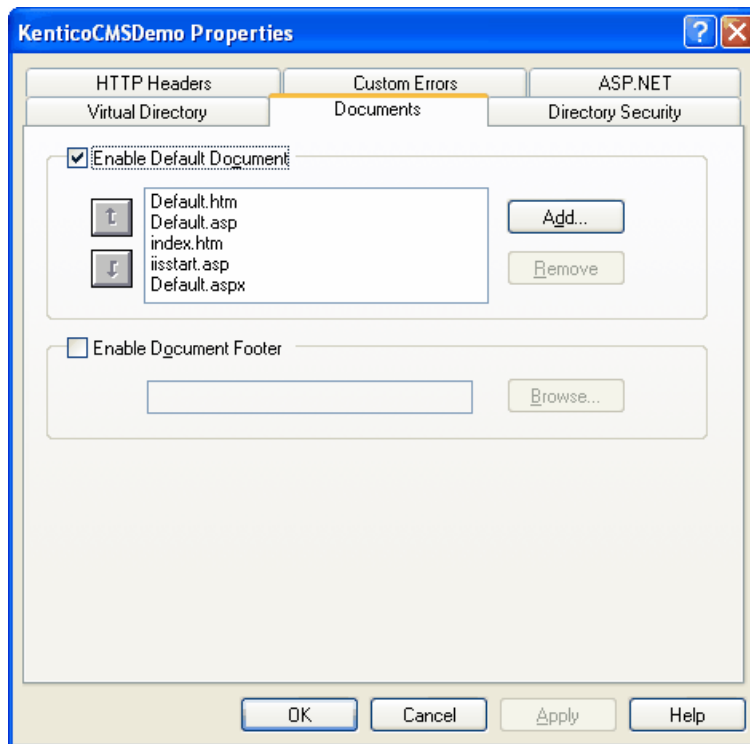 KenticoCMSDemo Properties
HTTP Headers
Custom Errors
ASP.NET
Virtual Directory
Documents
Directory Security
Enable Default Document
Default.htm
Default.asp
index.htm
iisstart.asp
Default.aspx
Add...
Remove
Enable Document Footer
Browse...
OK
Cancel
Apply
Help